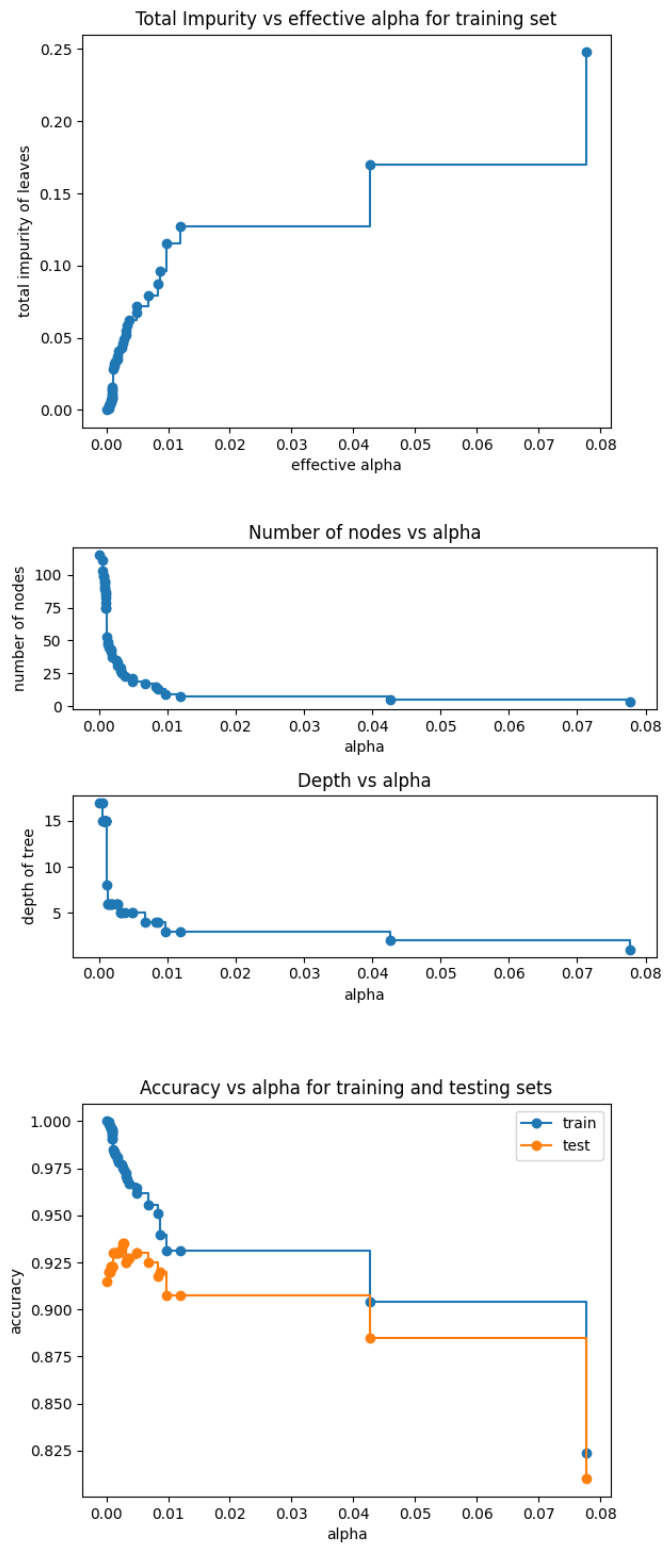 Total Impurity vs effective alpha for training set
total impurity of leaves
0.25
0.20
0.15
0.10
0.05
0.00
0.00 0.01 0.02 0.03 0.04 0.05 0.06 0.07 0.08
effective alpha
Number of nodes vs alpha
number of nodes
100
75
50
25
0
0.00 0.01 0.02 0.03 0.04 0.05 0.06 0.07 0.08
alpha
Depth vs alpha
depth of tree
15
10
5
0.00 0.01 0.02 0.03 0.04 0.05 0.06 0.07 0.08
alpha
Accuracy vs alpha for training and testing sets
train
test
accuracy
1.000
0.975
0.950
0.925
0.900
0.875
0.850
0.825
0.00 0.01 0.02 0.03 0.04 0.05 0.06 0.07 0.08
alpha